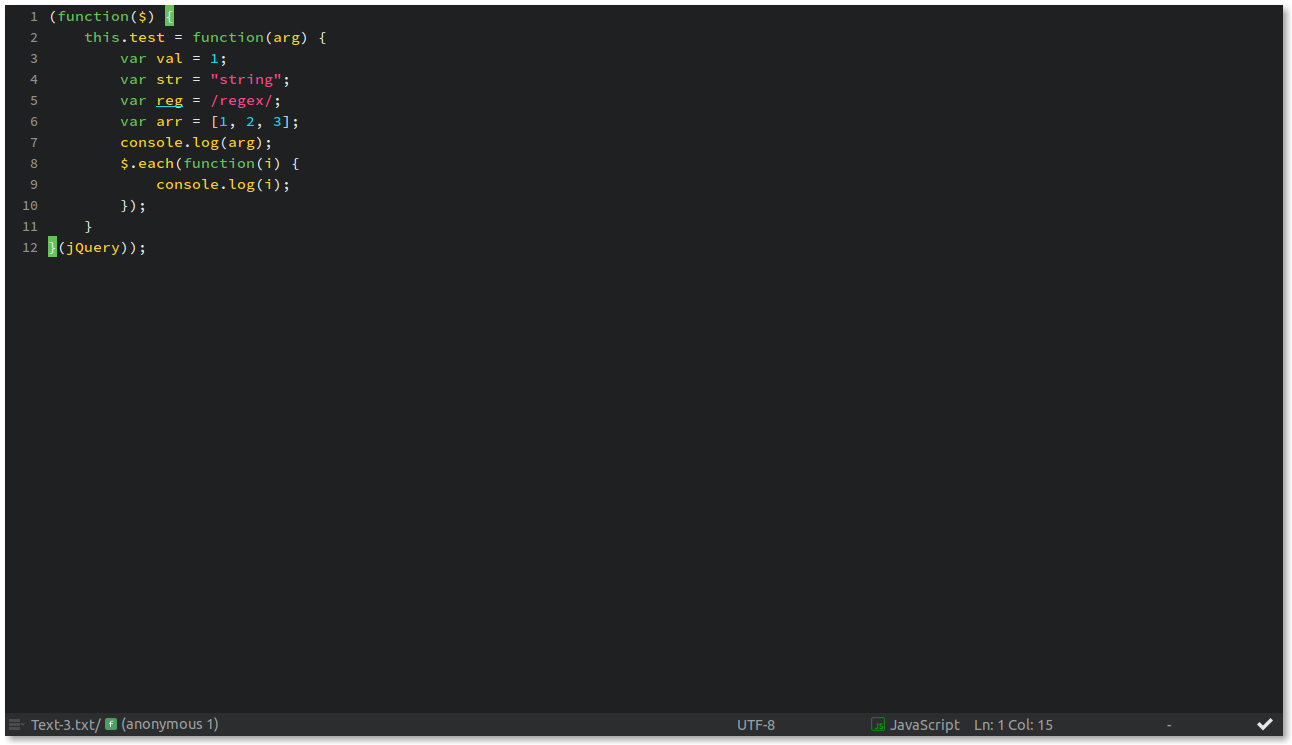 1 (function($) {
2     this.test = function(arg) {
3         var val = 1;
4         var str = "string";
5         var reg = /regex/;
6         var arr = [1, 2, 3];
7         console.log(arg);
8         $.each(function(i) {
9             console.log(i);
10         });
11     }
12 }(jQuery));
Text-3.txt/ f (anonymous 1) UTF-8 JS JavaScript Ln: 1 Col: 15 -